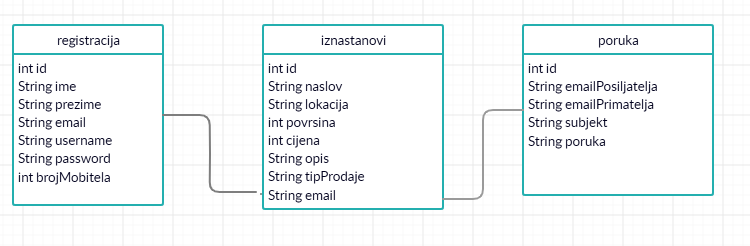 registracija
int id
String ime
String prezime
String email
String username
String password
int brojMobitela
iznastanovi
int id
String naslov
String lokacija
int povrsina
int cijena
String opis
String tipProdaje
String email
poruka
int id
String emailPosiljatelja
String emailPrimatelja
String subjekt
String poruka